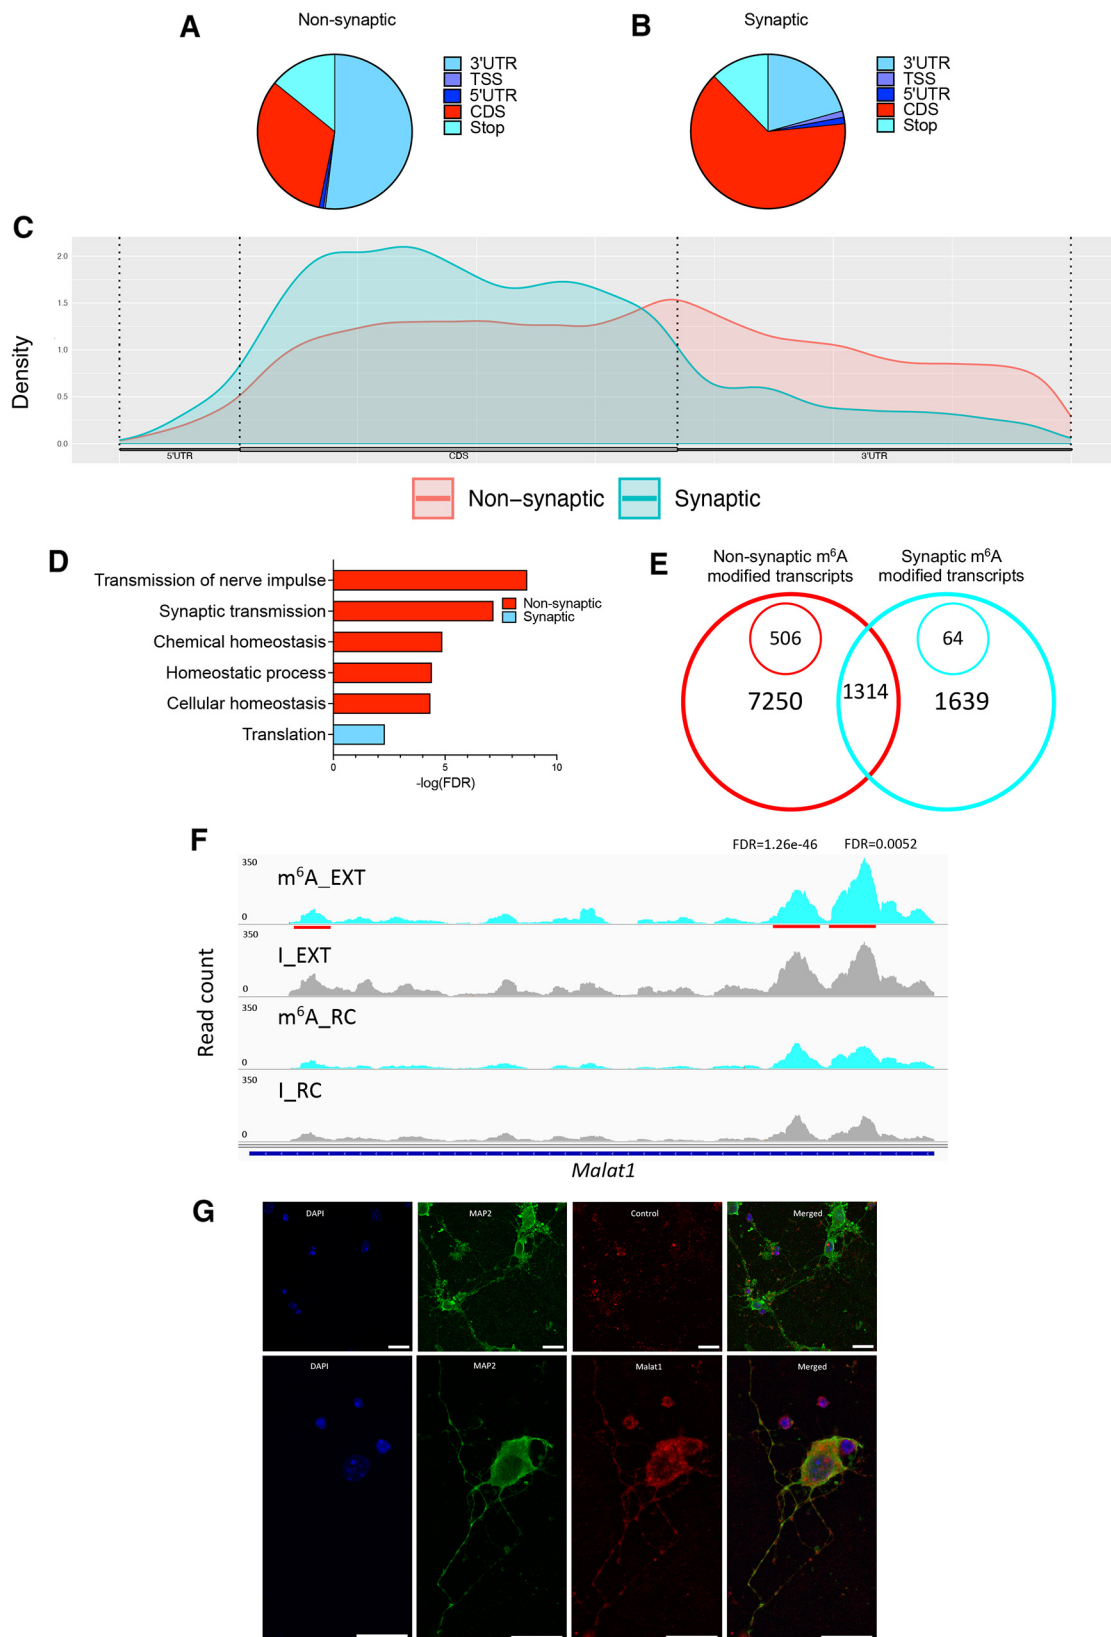 A
Non-synaptic
3'UTR
TSS
5'UTR
CDS
Stop
B
Synaptic
3'UTR
TSS
5'UTR
CDS
Stop
C
Density
2.0
1.5
1.0
0.5
0.0
5'UTR
CDS
3'UTR
Non−synaptic
Synaptic
D
Transmission of nerve impulse
Synaptic transmission
Chemical homeostasis
Homeostatic process
Cellular homeostasis
Translation
Non-synaptic
Synaptic
0 5 10
-log(FDR)
E
Non-synaptic m⁶A
modified transcripts
Synaptic m⁶A
modified transcripts
506
64
7250
1314
1639
F
FDR=1.26e-46
FDR=0.0052
Read count
350
m⁶A_EXT
0
350
I_EXT
0
350
m⁶A_RC
0
350
I_RC
0
Malat1
G
DAPI
MAP2
Control
Merged
DAPI
MAP2
Malat1
Merged